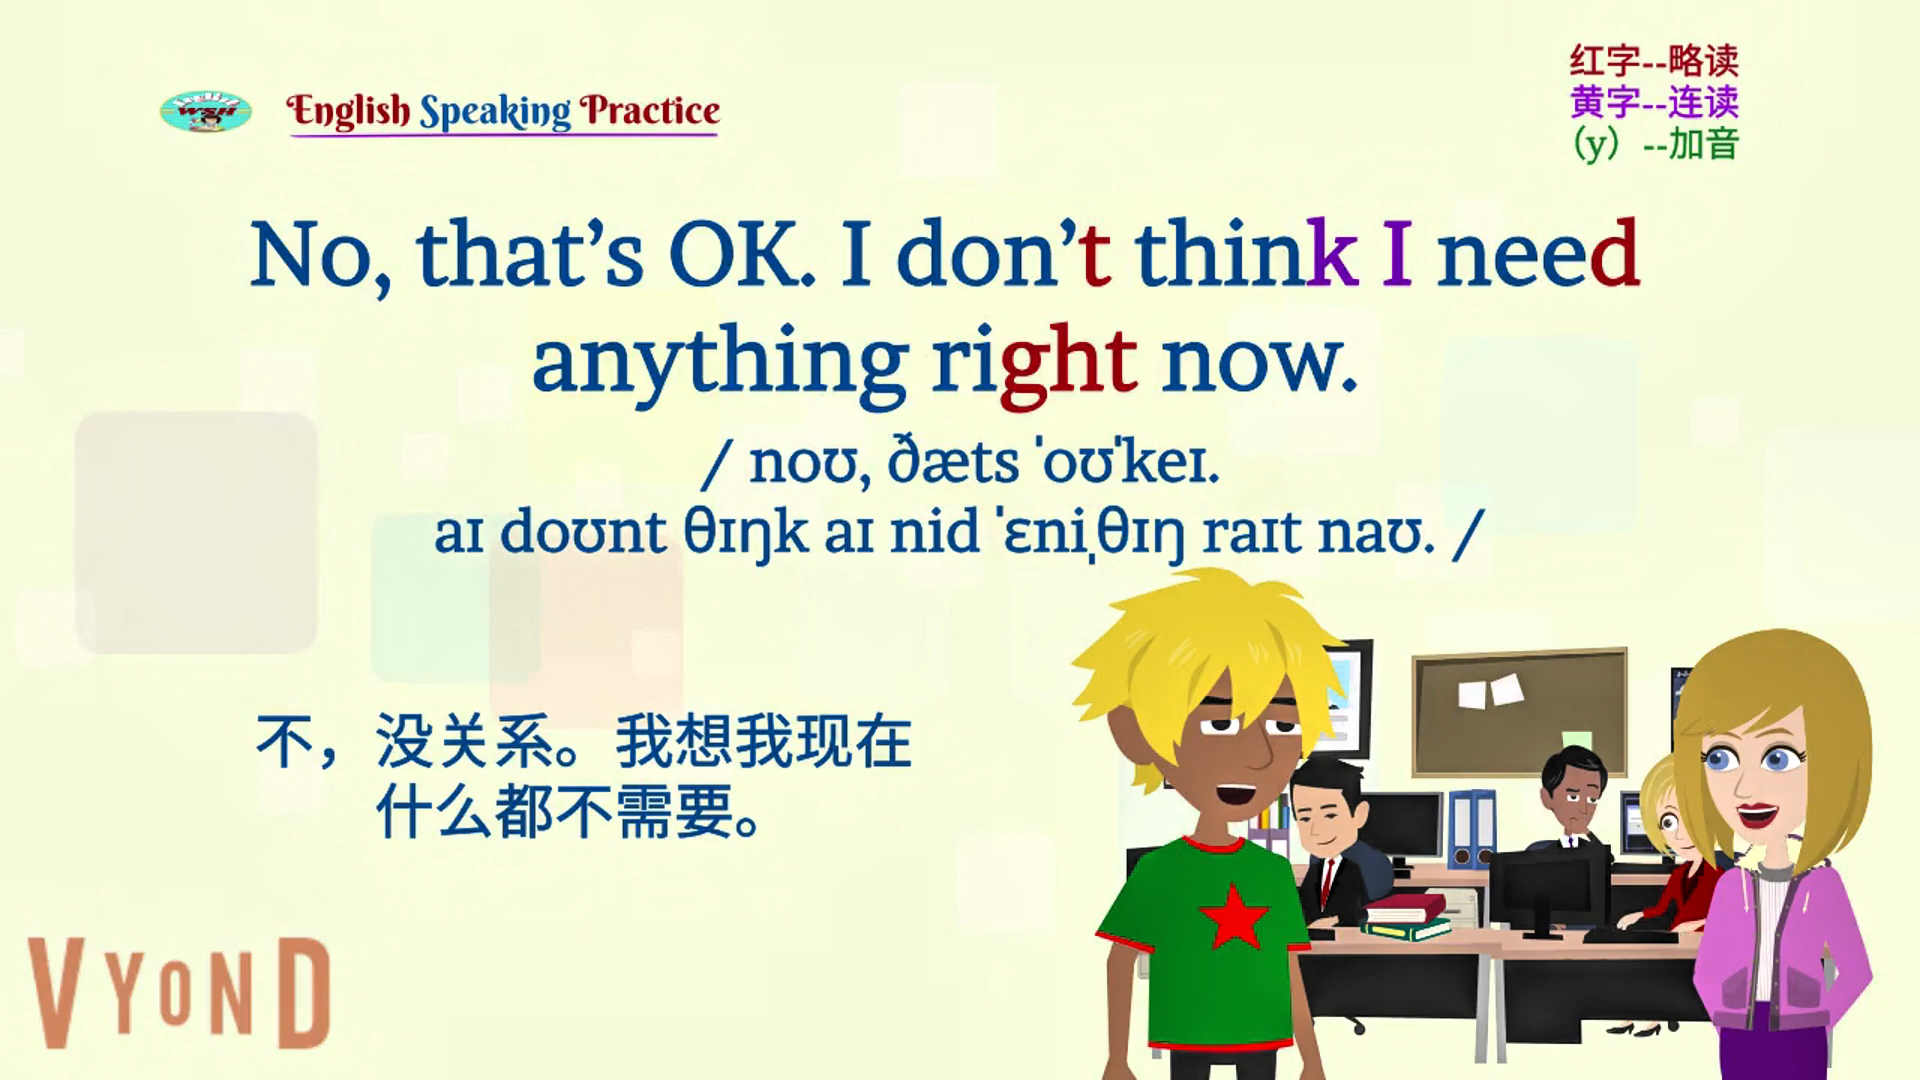 English Speaking Practice
红字--略读
黄字--连读
（y）--加音
No, that’s OK. I don’t think I need
anything right now.
/ noʊ, ðæts ˈoʊˈkeɪ.
aɪ doʊnt θɪŋk aɪ nid ˈɛniˌθɪŋ raɪt naʊ. /
不，没关系。我想我现在
什么都不需要。
VYOND